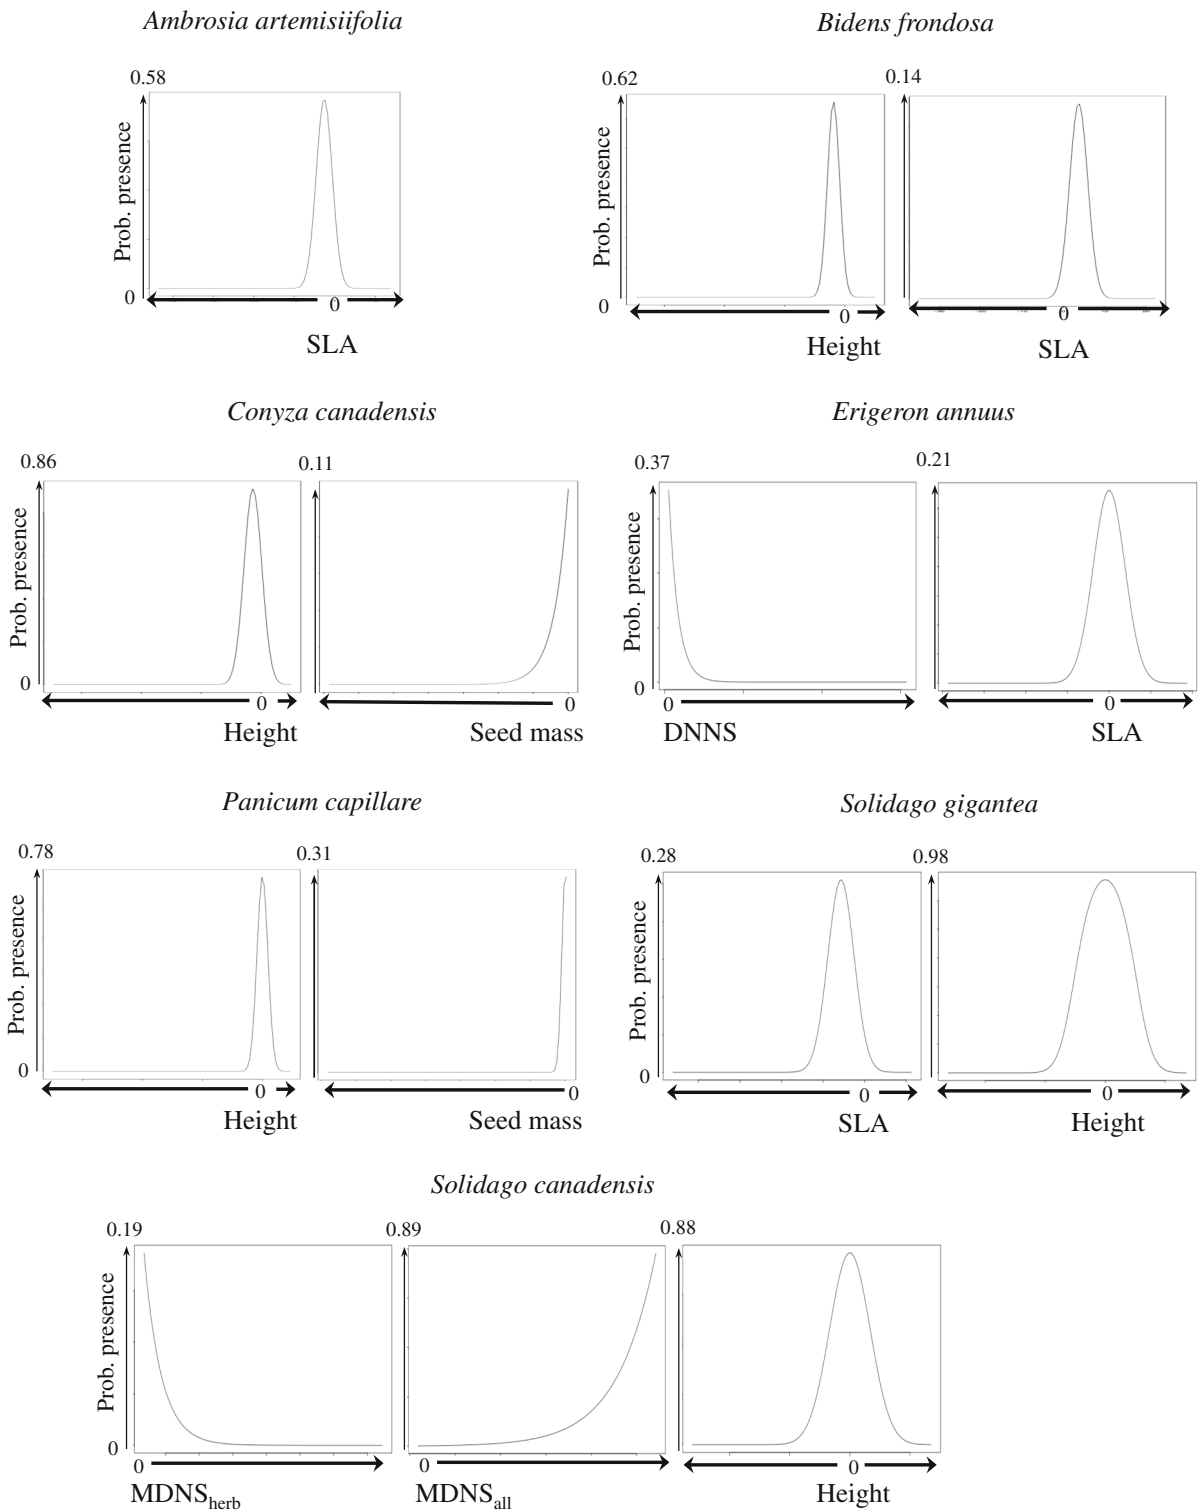 Ambrosia artemisiifolia
0.58
Prob. presence
0
0
SLA
Bidens frondosa
0.62
0.14
Prob. presence
0
0
0
Height
SLA
Conyza canadensis
0.86
0.11
Prob. presence
0
0
0
Height
Seed mass
Erigeron annuus
0.37
0.21
Prob. presence
0
0
0
DNNS
SLA
Panicum capillare
0.78
0.31
Prob. presence
0
0
0
Height
Seed mass
Solidago gigantea
0.28
0.98
Prob. presence
0
0
0
SLA
Height
Solidago canadensis
0.19
0.89
0.88
Prob. presence
0
0
0
0
MDNSherb
MDNSall
Height